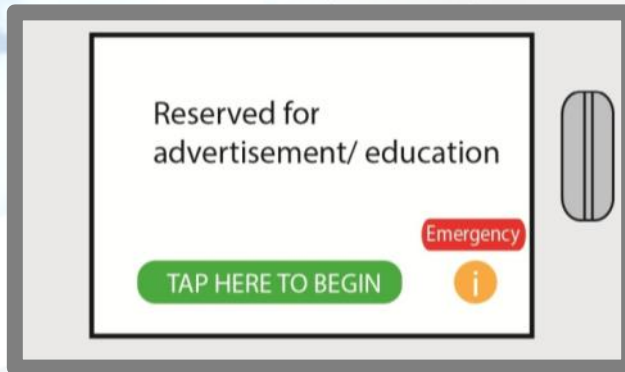 Reserved for
advertisement/ education
Emergency
TAP HERE TO BEGIN
i